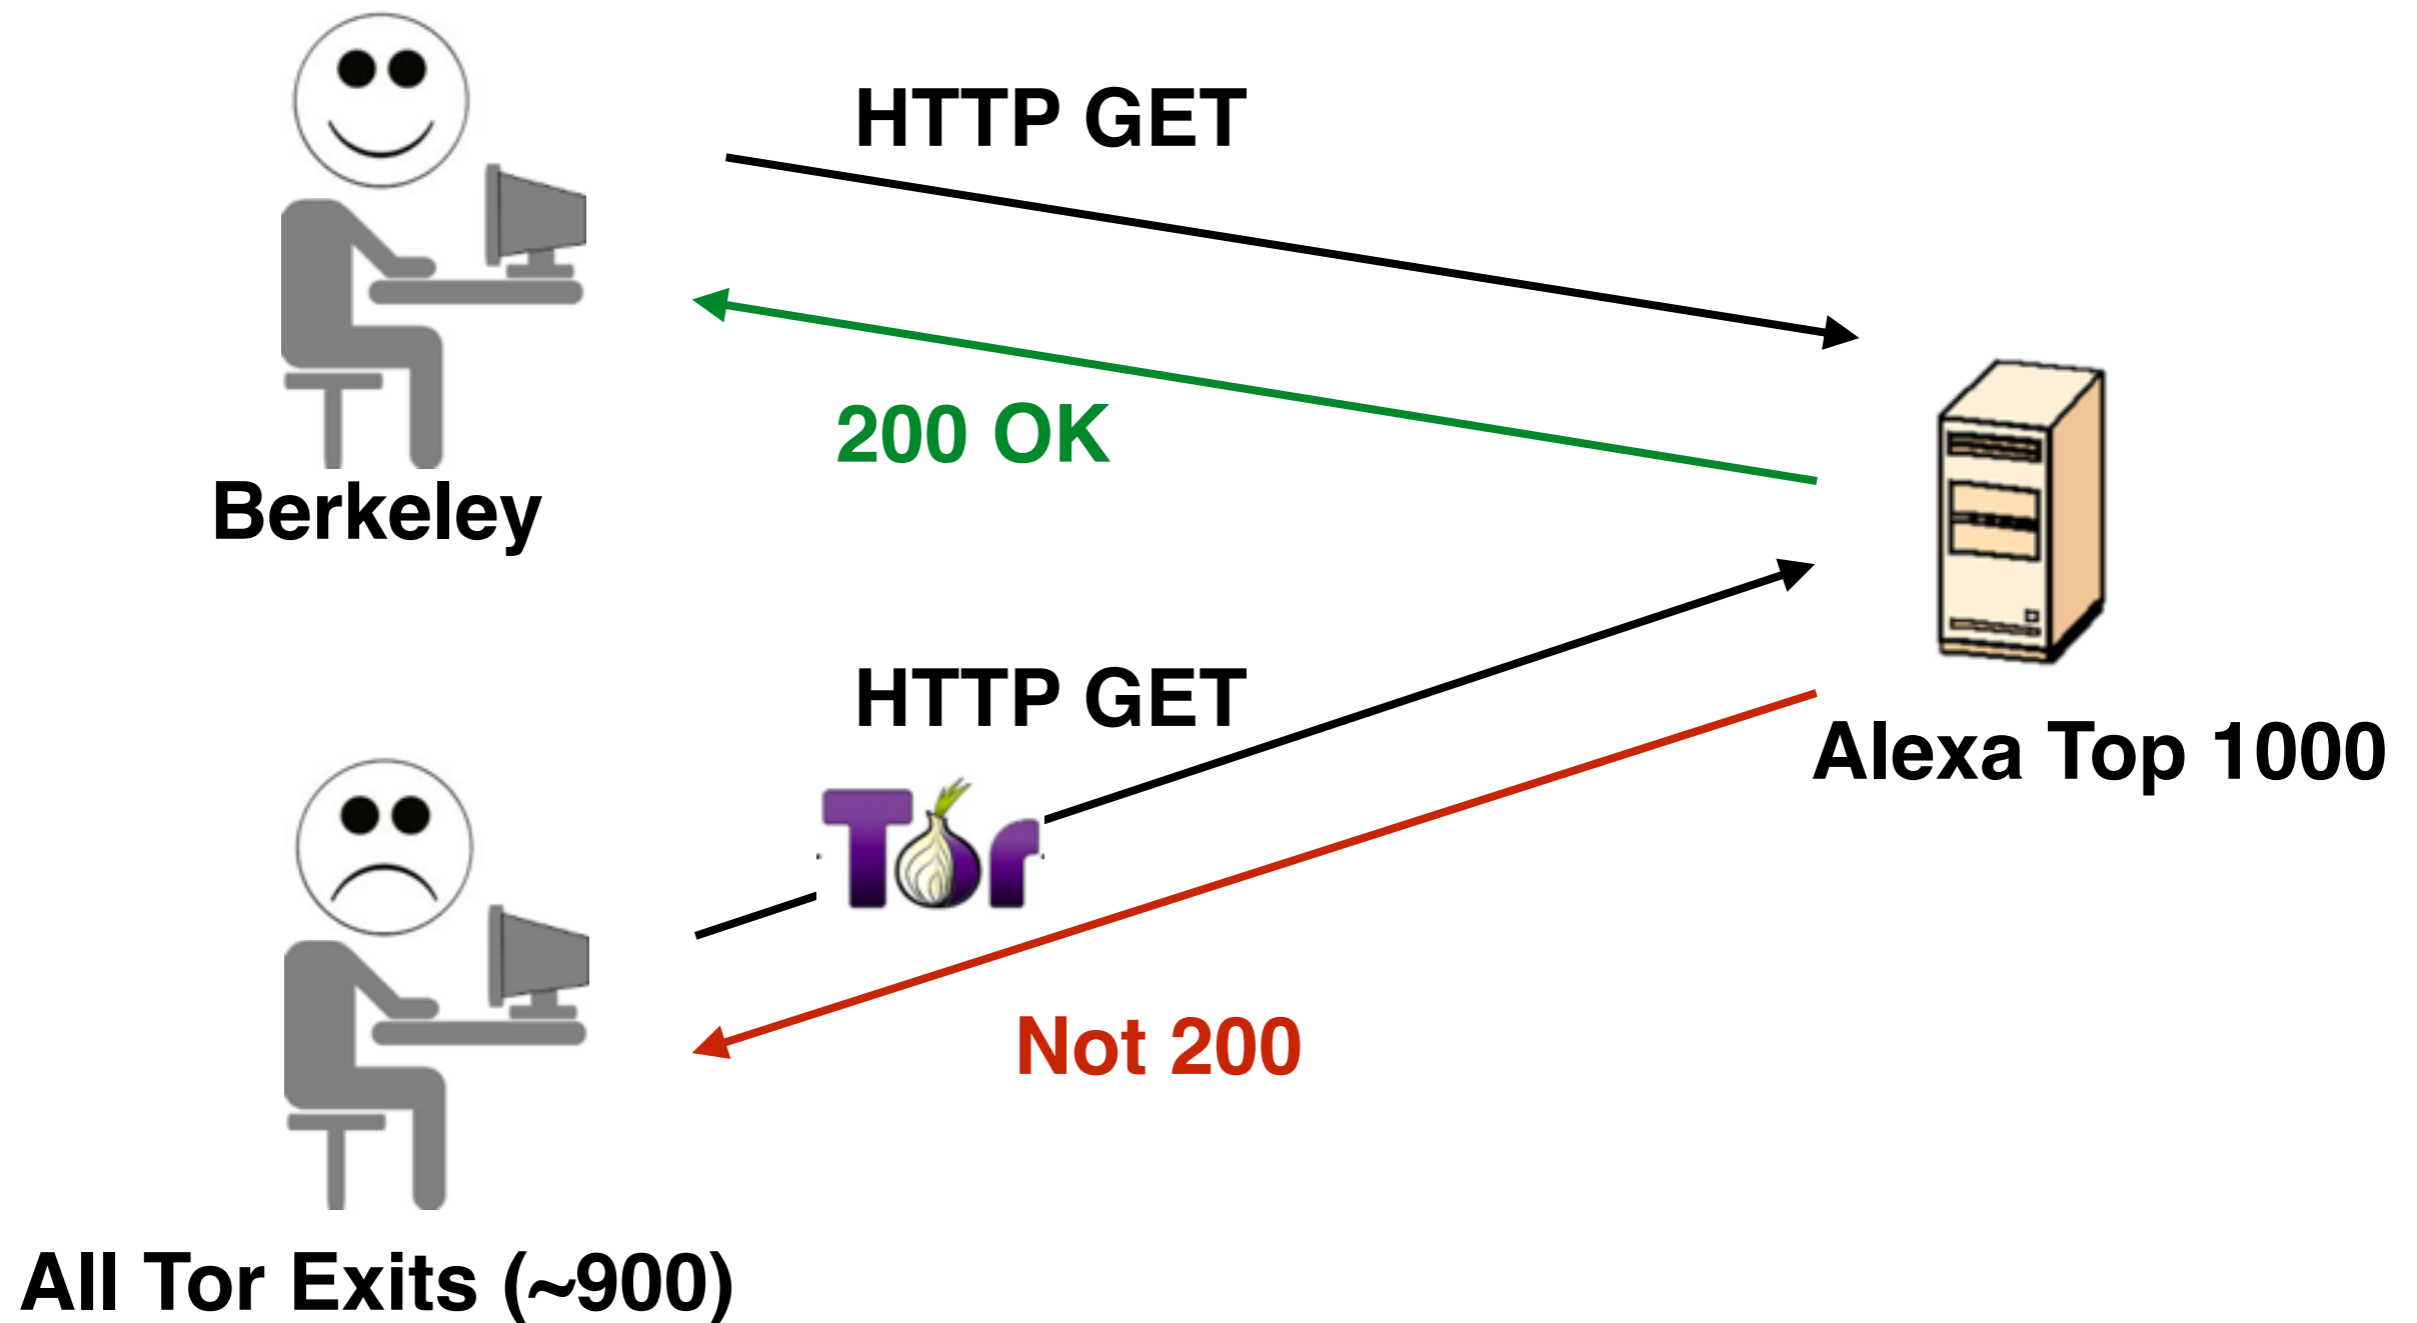 HTTP GET
200 OK
Berkeley
HTTP GET
Alexa Top 1000
Tor
Not 200
All Tor Exits (~900)